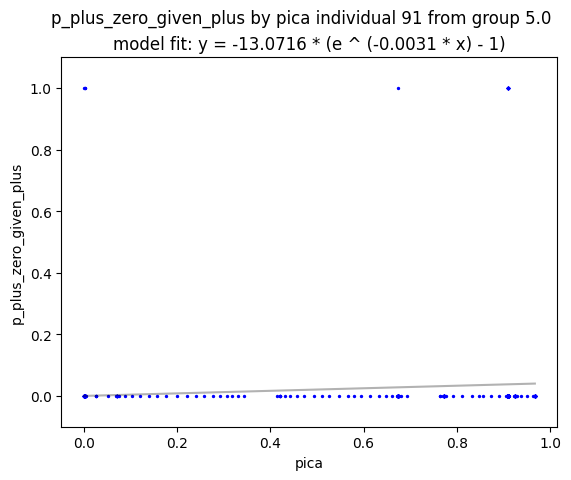 p_plus_zero_given_plus by pica individual 91 from group 5.0
model fit: y = -13.0716 * (e ^ (-0.0031 * x) - 1)
1.0
0.8
0.6
0.4
0.2
0.0
p_plus_zero_given_plus
0.0 0.2 0.4 0.6 0.8 1.0
pica